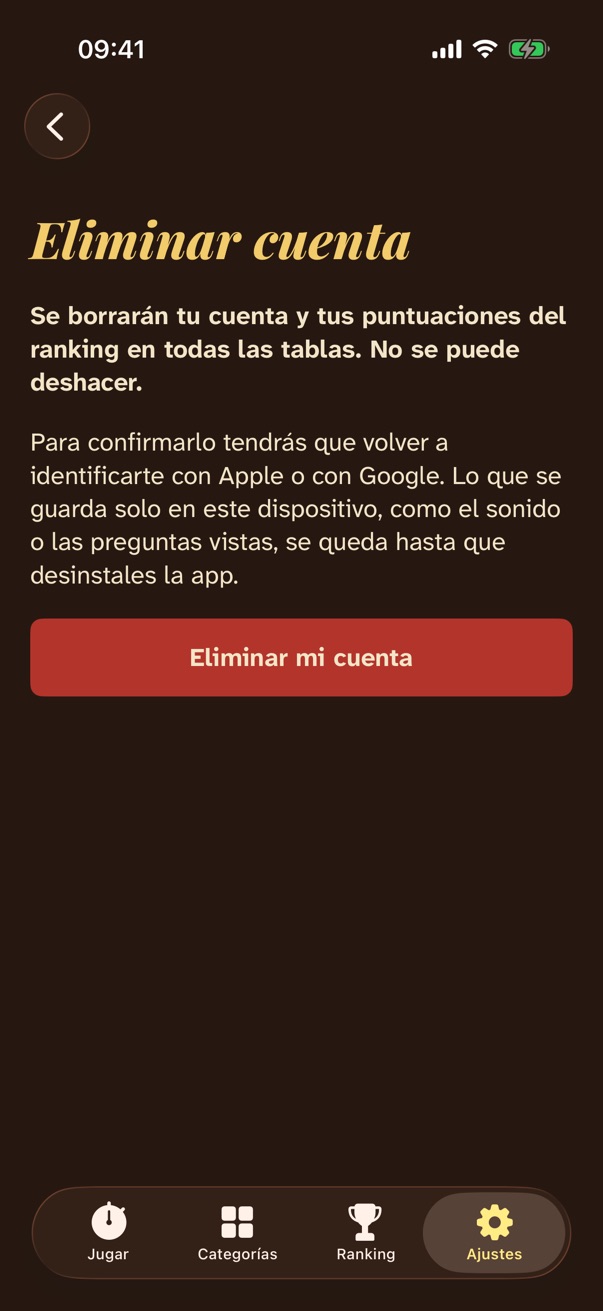 09:41
Eliminar cuenta
Se borrarán tu cuenta y tus puntuaciones del
ranking en todas las tablas. No se puede
deshacer.
Para confirmarlo tendrás que volver a
identificarte con Apple o con Google. Lo que se
guarda solo en este dispositivo, como el sonido
o las preguntas vistas, se queda hasta que
desinstales la app.
Eliminar mi cuenta
Jugar
Categorías
Ranking
Ajustes